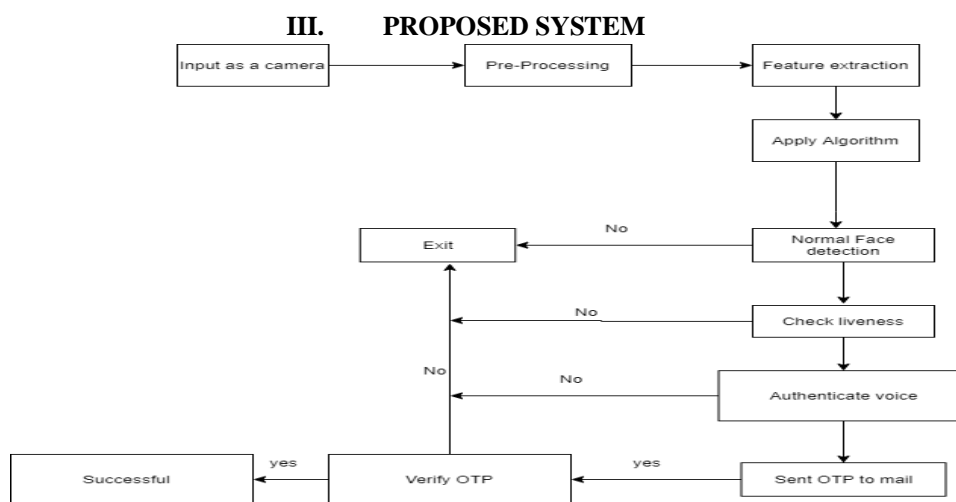 III. PROPOSED SYSTEM
Input as a camera
Pre-Processing
Feature extraction
Apply Algorithm
No
Exit
Normal Face
detection
No
Check liveness
No
No
Authenticate voice
Successful
yes
Verify OTP
yes
Sent OTP to mail